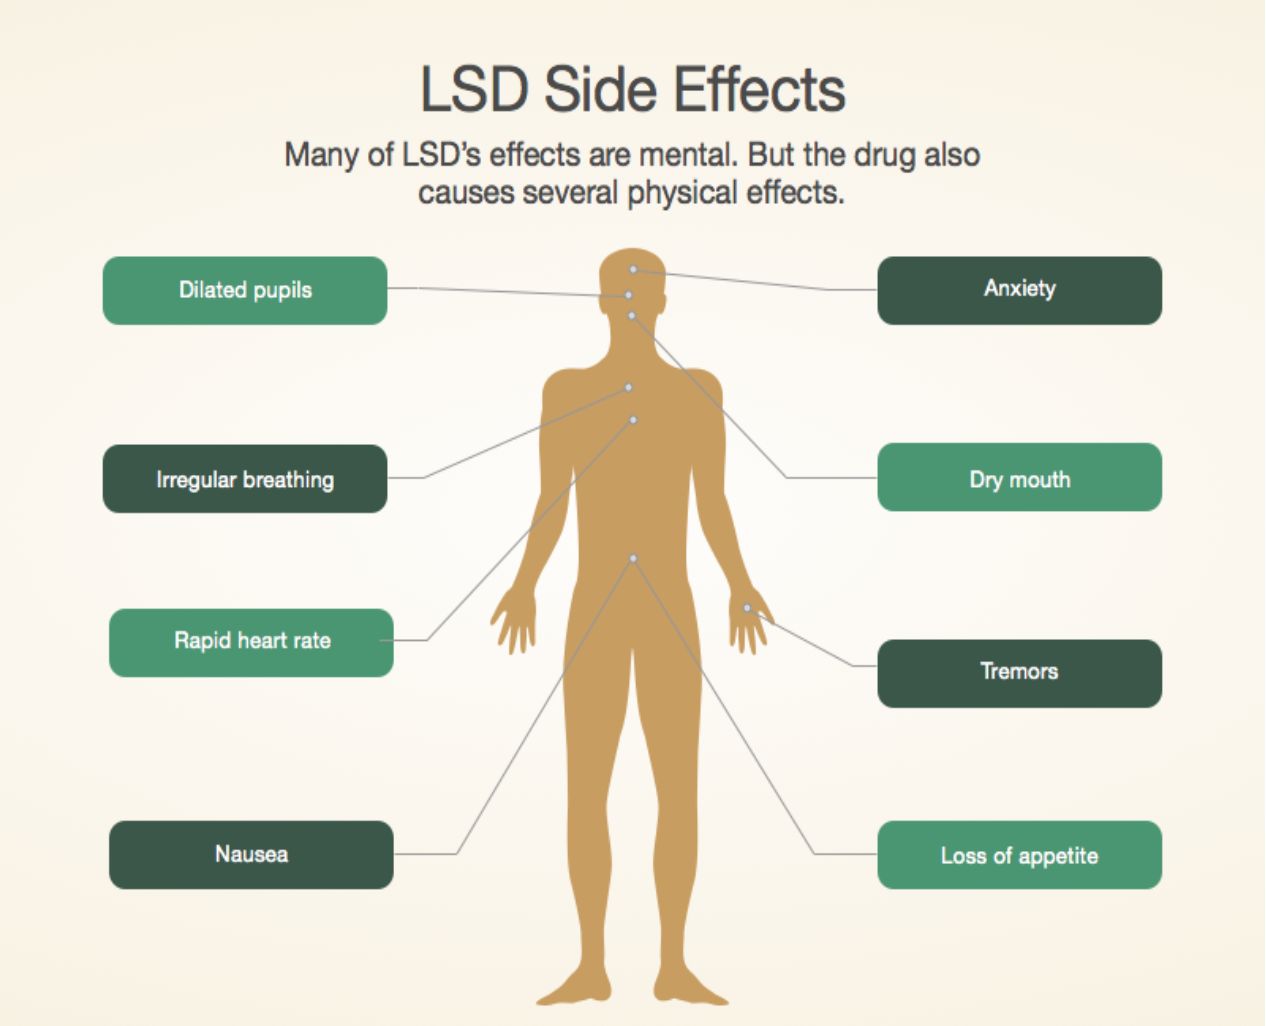 LSD Side Effects
Many of LSD’s effects are mental. But the drug also
causes several physical effects.
Dilated pupils
Anxiety
Irregular breathing
Dry mouth
Rapid heart rate
Tremors
Nausea
Loss of appetite